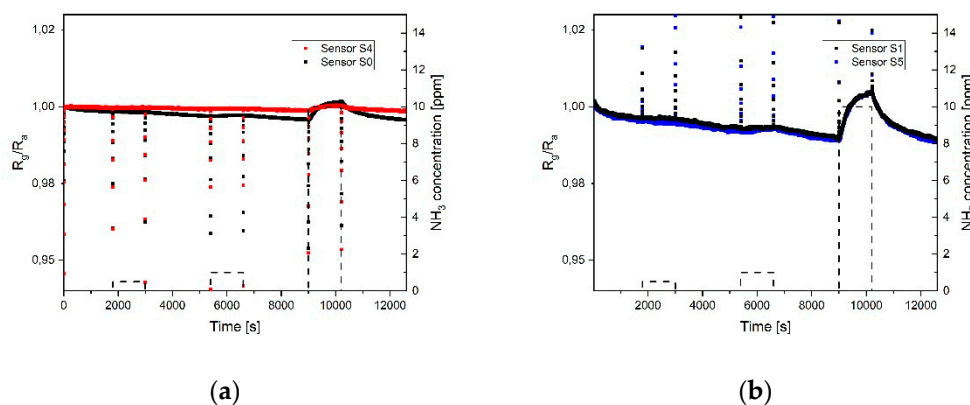 1,02
1,00
0,98
0,95
Rg/Ra
Sensor S4
Sensor S0
14
12
10
8
6
4
2
0
NH3 concentration [ppm]
0 2000 4000 6000 8000 10000 12000
Time [s]
(a)
1,02
1,00
0,98
0,95
Rg/Ra
Sensor S1
Sensor S5
14
12
10
8
6
4
2
0
NH3 concentration [ppm]
2000 4000 6000 8000 10000 12000
Time [s]
(b)